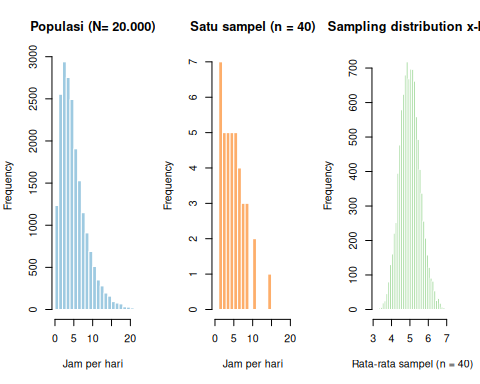 Populasi (N= 20.000)
Frequency
0 500 1000 1500 2000 2500 3000
0 5 10 20
Jam per hari
Satu sampel (n = 40)
Frequency
0 1 2 3 4 5 6 7
0 5 10 20
Jam per hari
Sampling distribution x-
Frequency
0 100 200 300 400 500 600 700
3 4 5 6 7
Rata-rata sampel (n = 40)